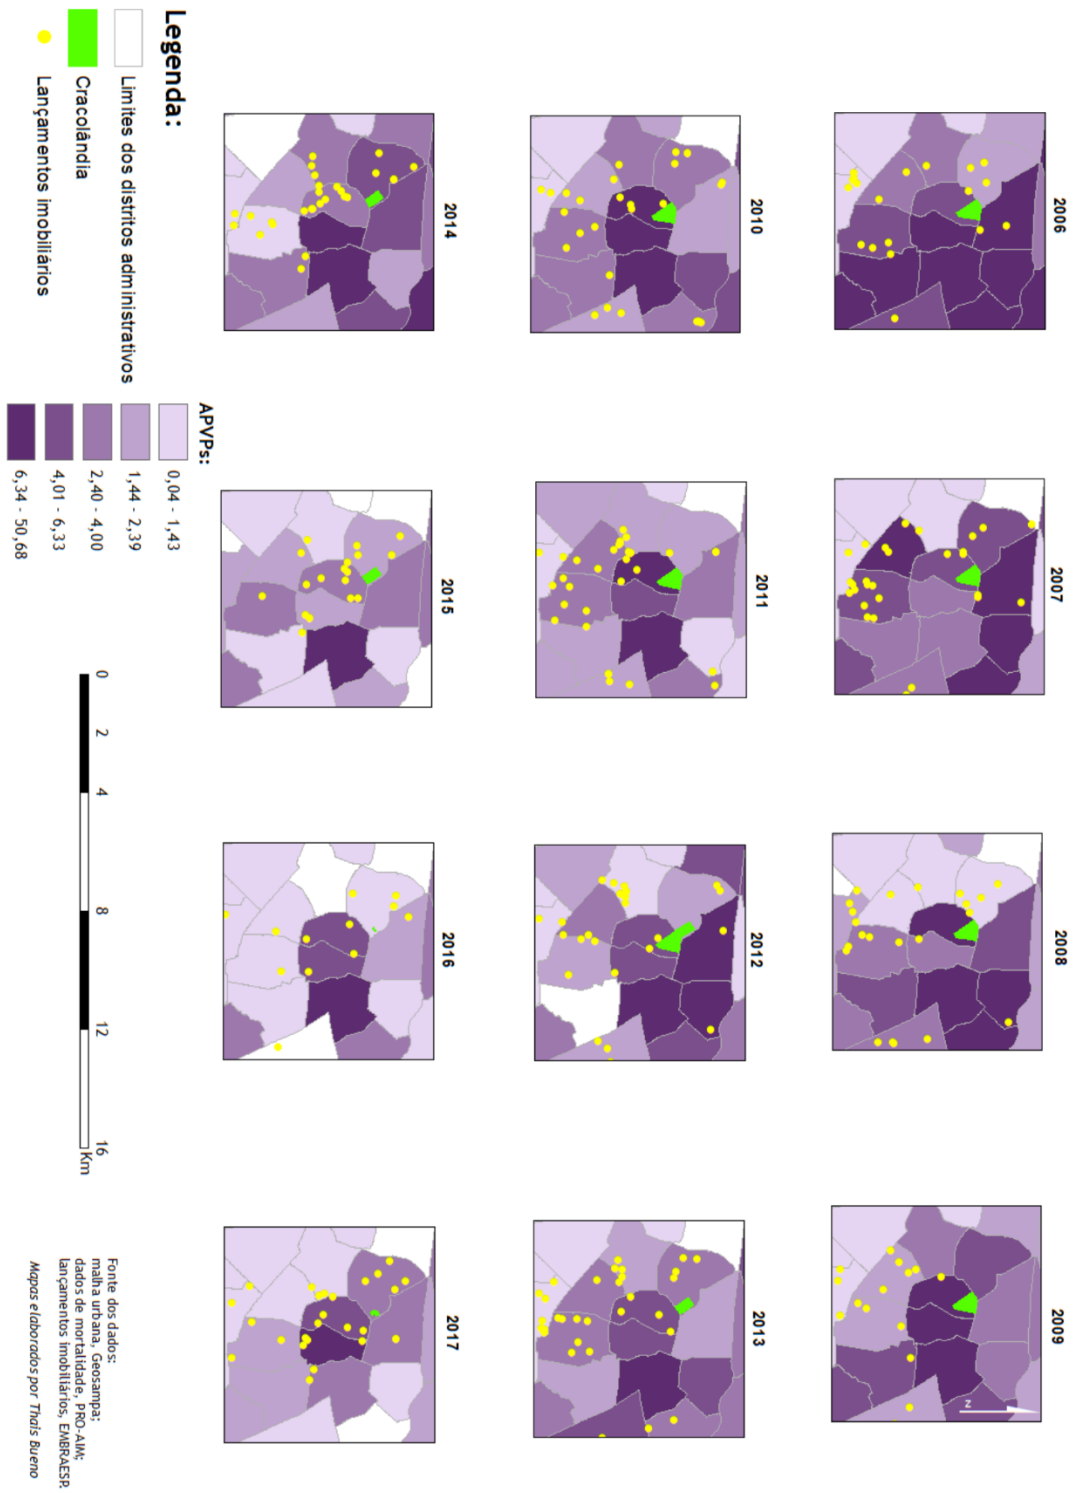 2006
2007
2008
2009
Z
2010
2011
2012
2013
2014
2015
2016
2017
Legenda:
Limites dos distritos administrativos
Cracolândia
Lançamentos imobiliários
APVPs:
0,04 - 1,43
1,44 - 2,39
2,40 - 4,00
4,01 - 6,33
6,34 - 50,68
0 2 4 8 12 16
Km
Fonte dos dados:
malha urbana, Geosampa;
dados de mortalidade, PRO-AIM;
lançamentos imobiliários, EMBRAESP.
Mapas elaborados por Thais Bueno